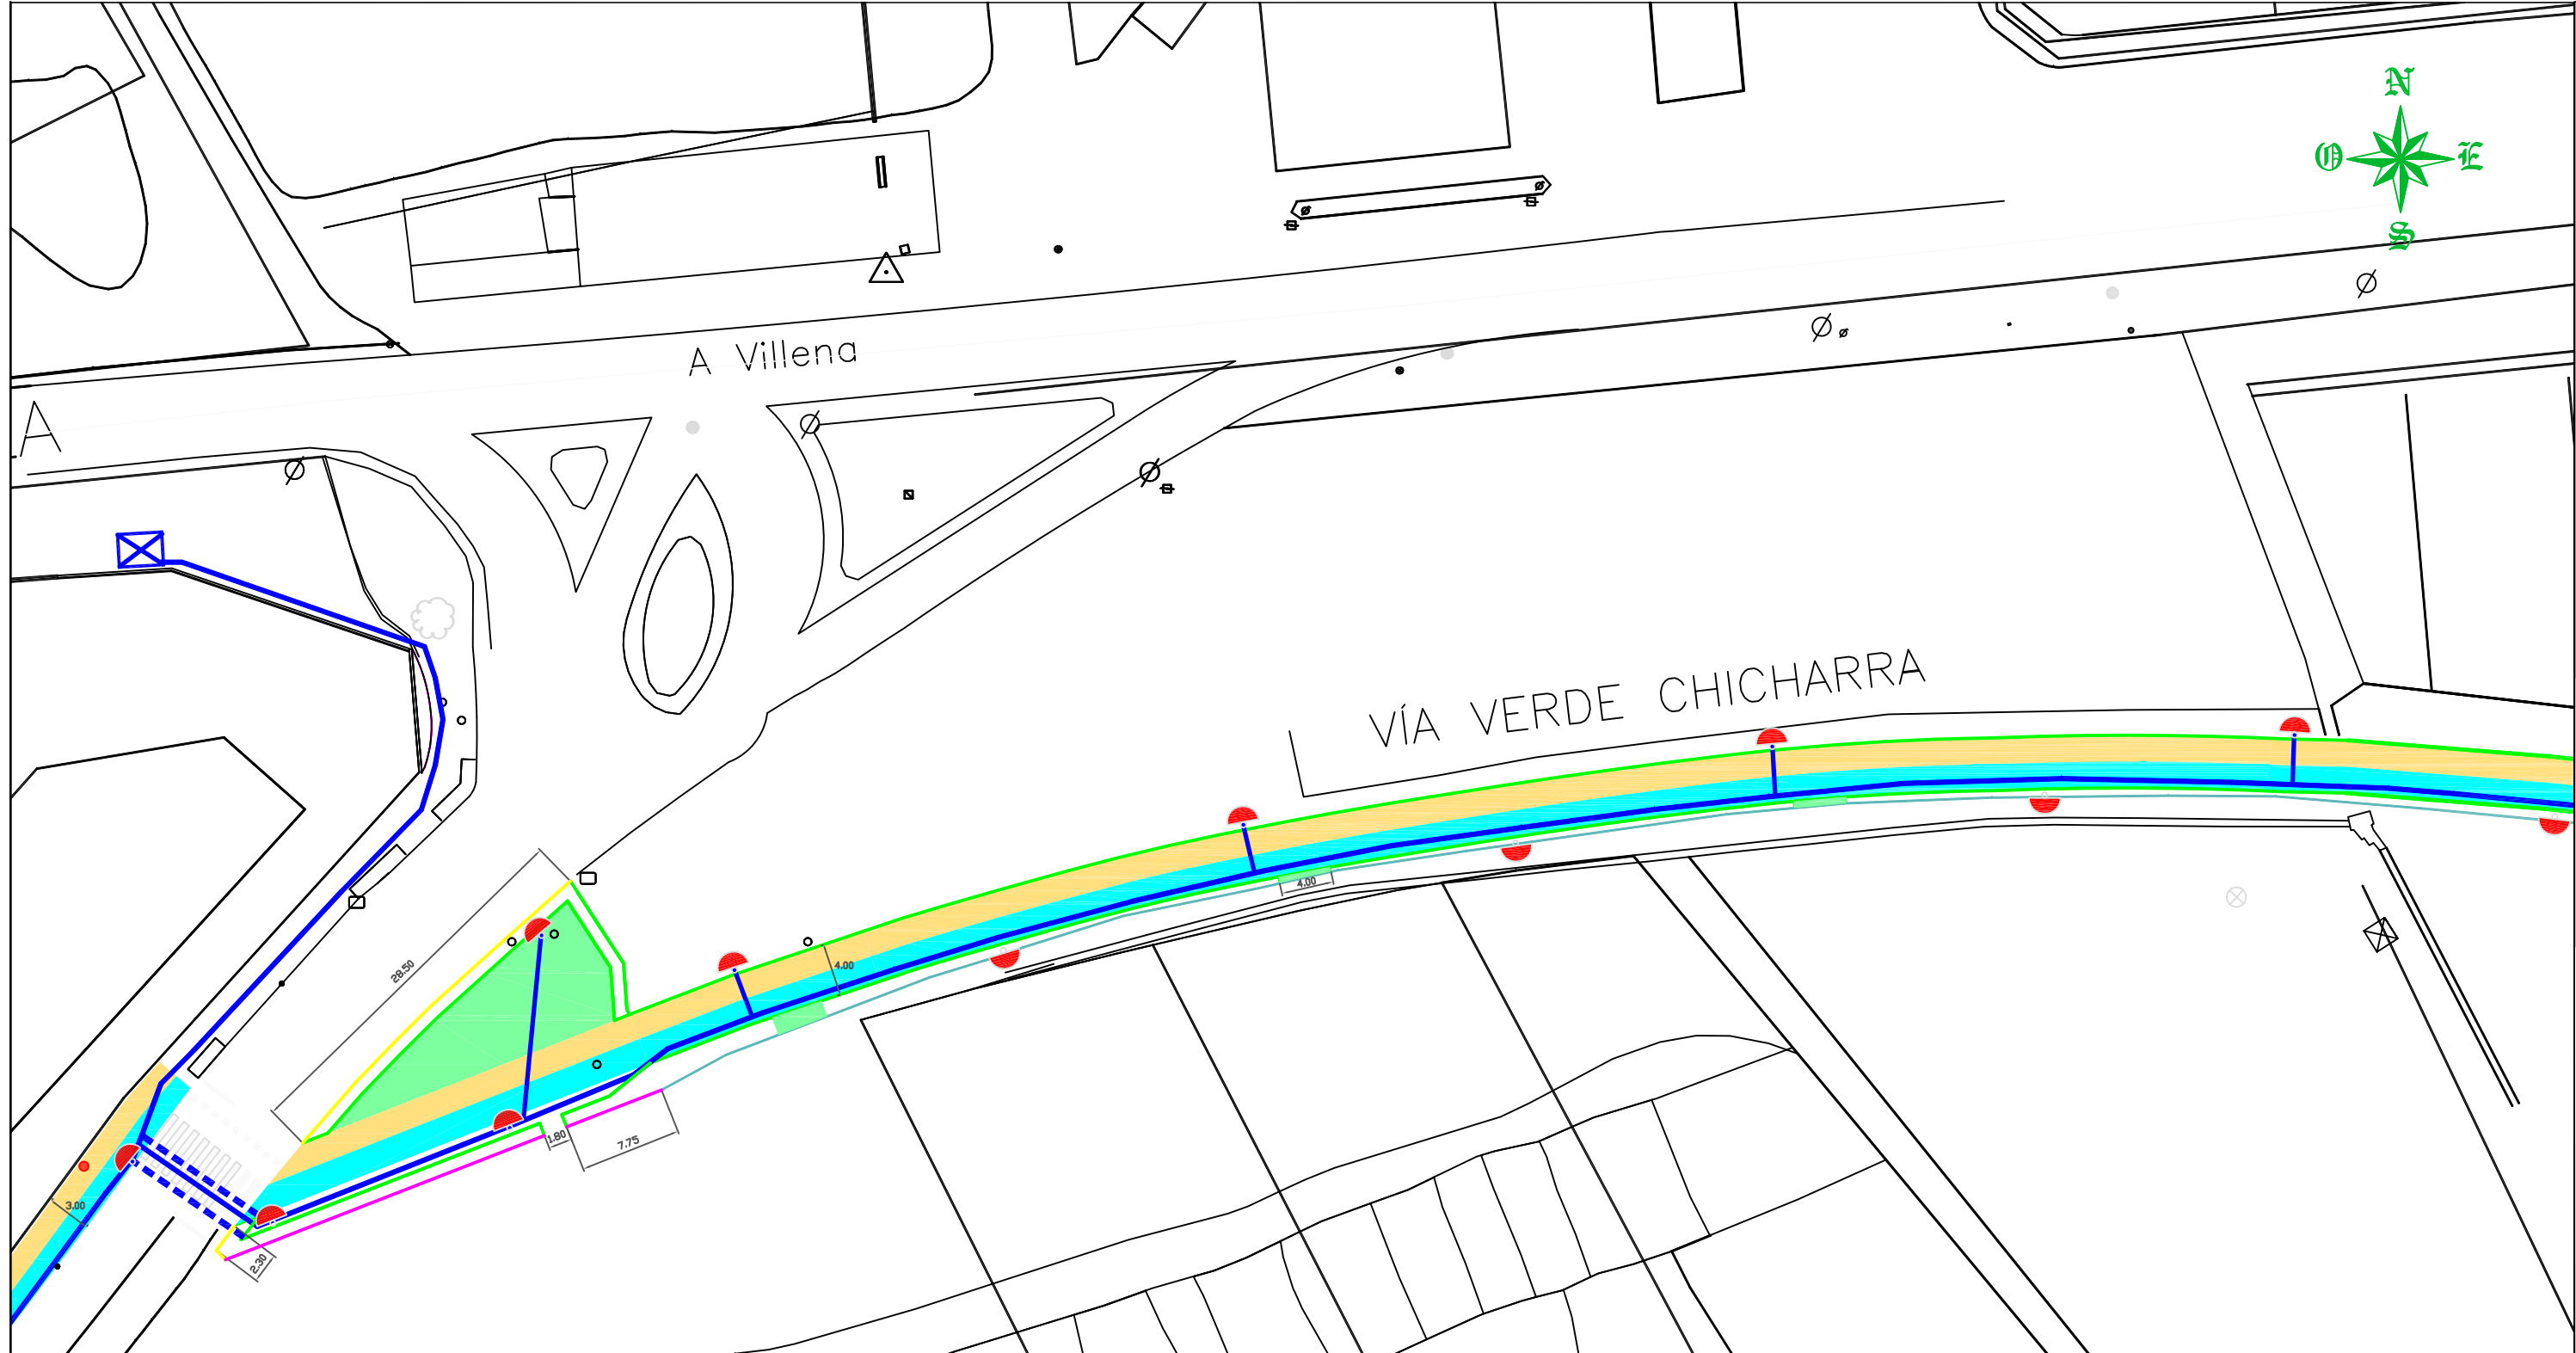 N
O E
S
A Villena
A
VÍA VERDE CHICHARRA
4.00
28.50
4.00
1.80
7.75
3.00
2.30